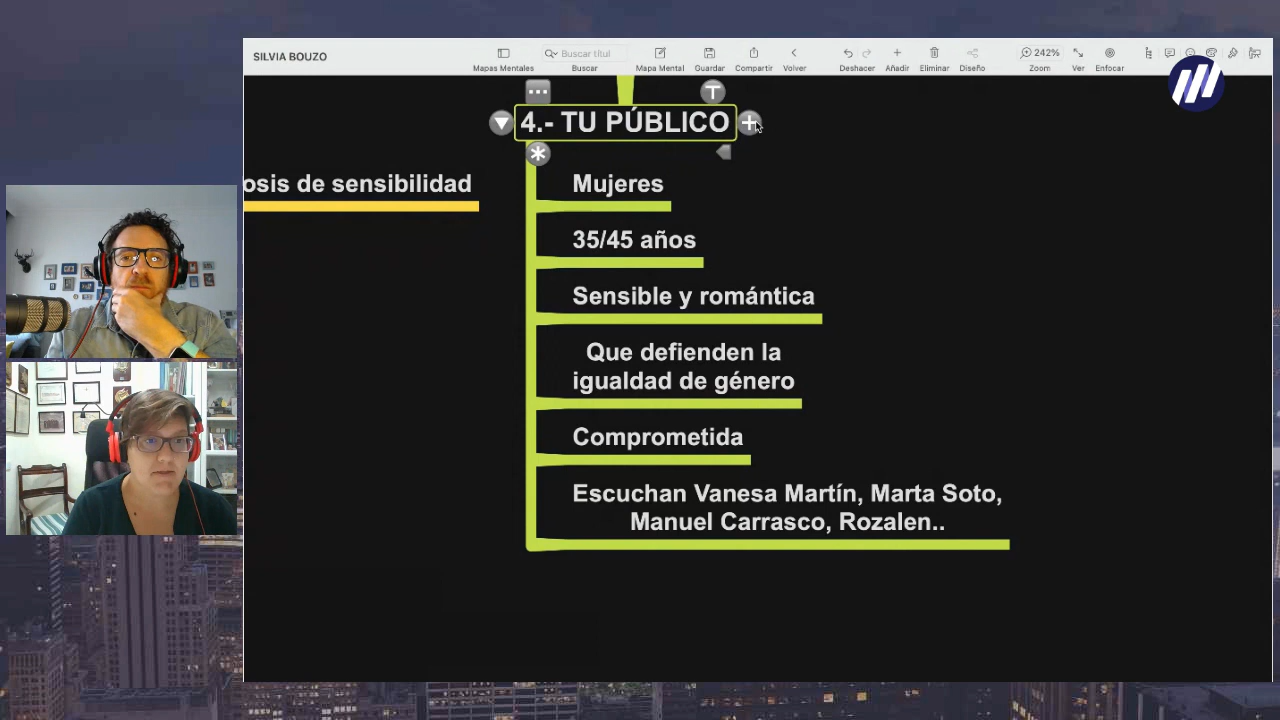 SILVIA BOUZO
Mapas Mentales
Buscar títul
Buscar
Mapa Mental
Guardar
Compartir
Volver
Deshacer
Añadir
Eliminar
Diseño
242%
Zoom
Ver
Enfocar
4.- TU PÚBLICO
osis de sensibilidad
Mujeres
35/45 años
Sensible y romántica
Que defienden la
igualdad de género
Comprometida
Escuchan Vanesa Martín, Marta Soto,
Manuel Carrasco, Rozalen..